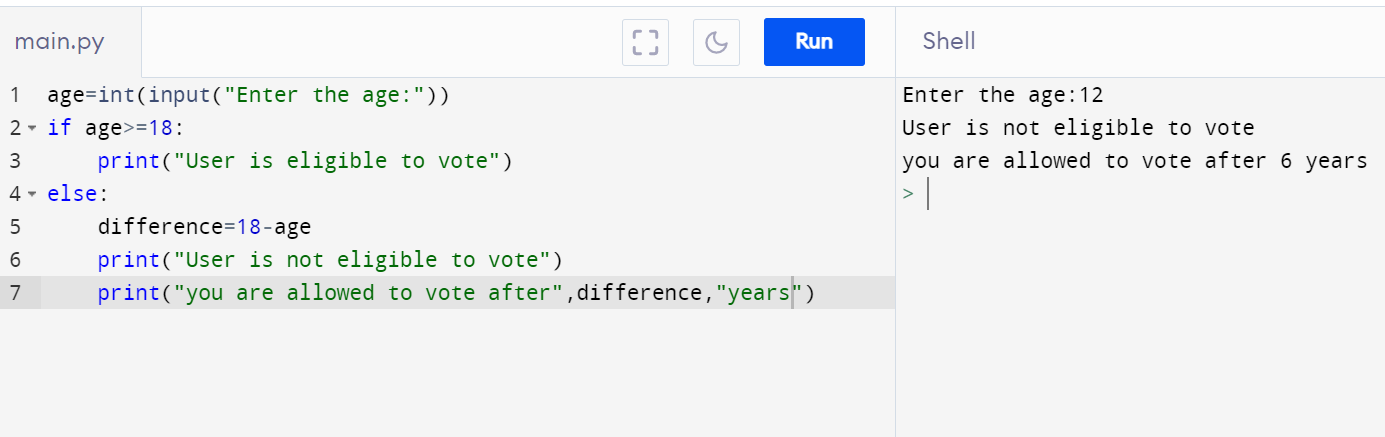 main.py
Run
Shell
1 age=int(input("Enter the age:"))
2 if age>=18:
3     print("User is eligible to vote")
4 else:
5     difference=18-age
6     print("User is not eligible to vote")
7     print("you are allowed to vote after",difference,"years")
Enter the age:12
User is not eligible to vote
you are allowed to vote after 6 years
>